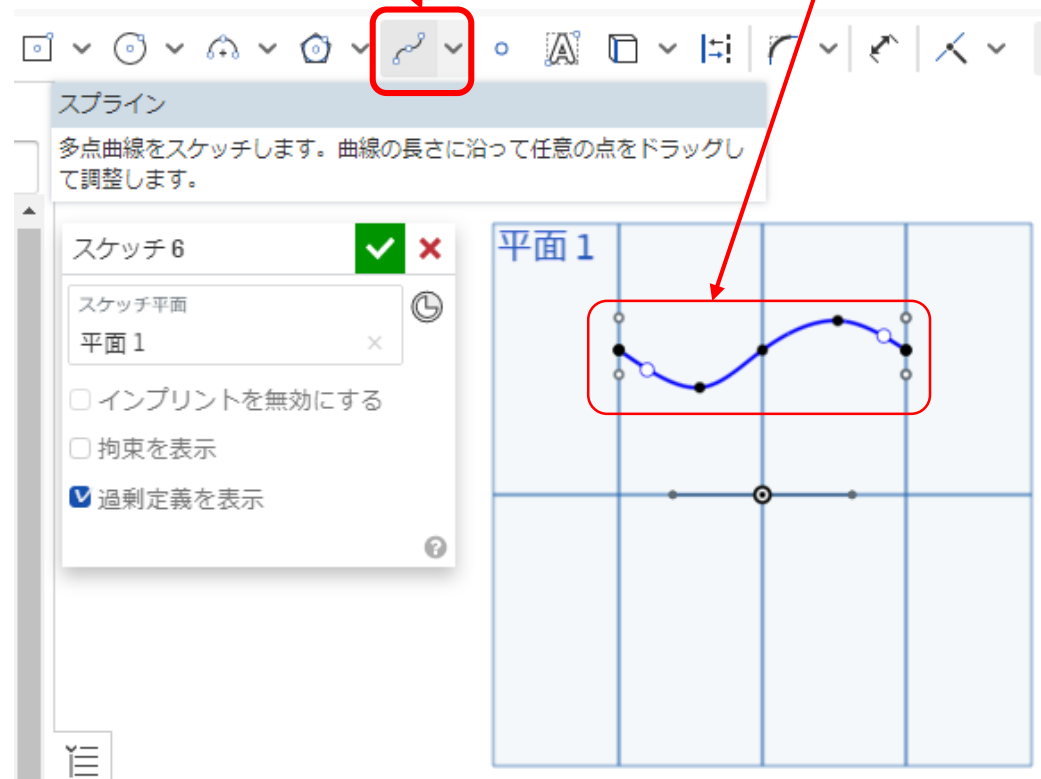 スプライン
多点曲線をスケッチします。曲線の長さに沿って任意の点をドラッグし
て調整します。
スケッチ 6
スケッチ平面
平面 1
インプリントを無効にする
拘束を表示
過剰定義を表示
平面 1